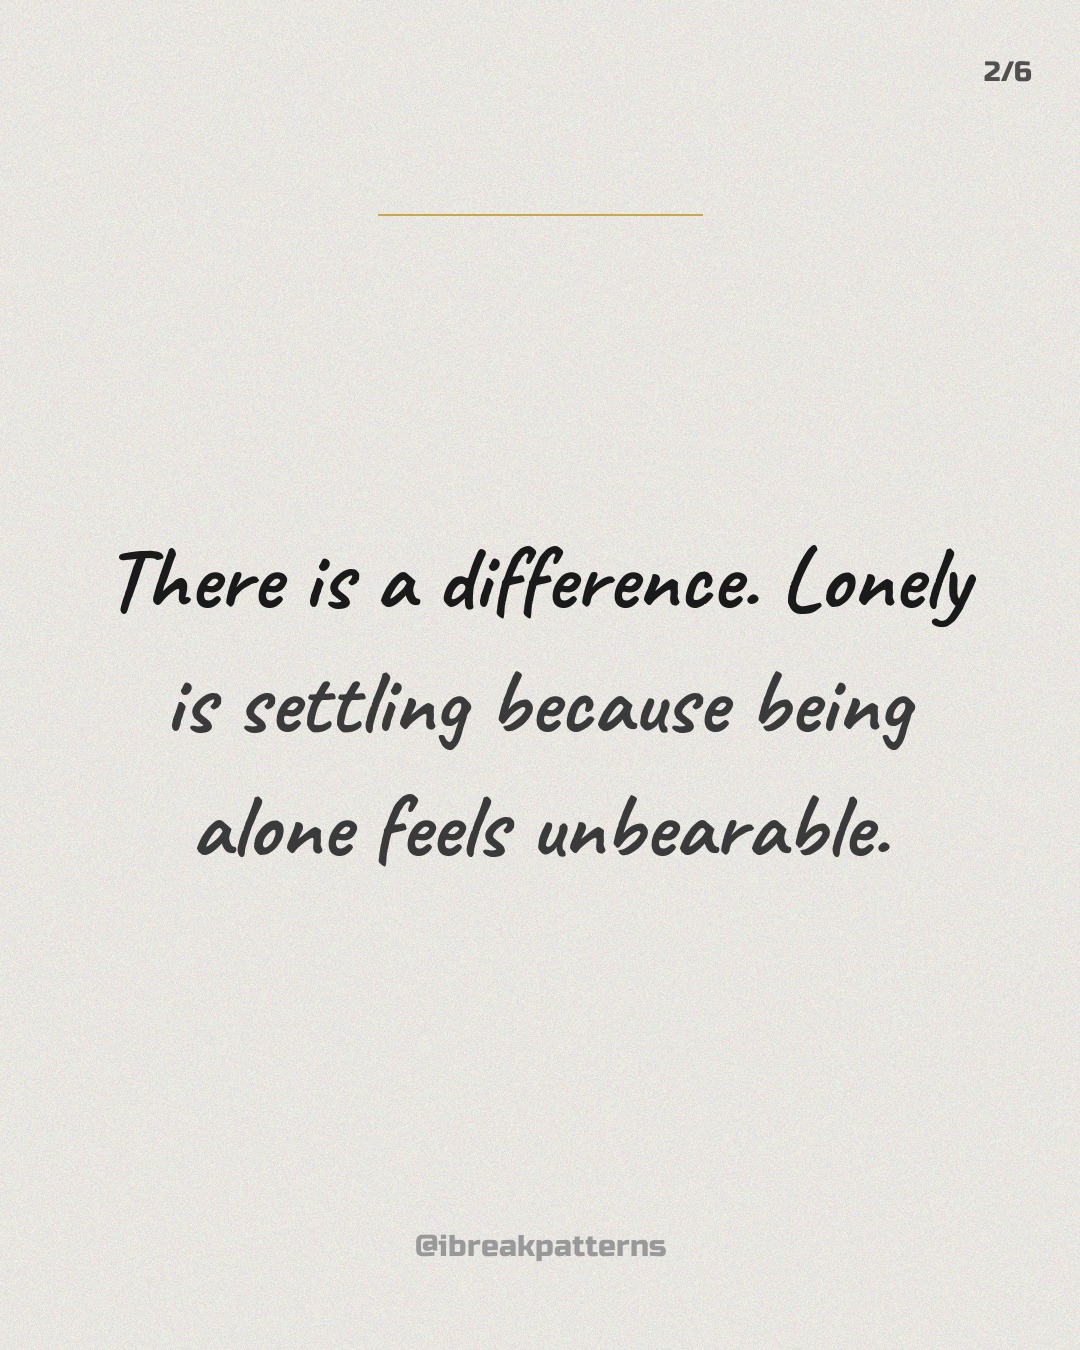 2/6
There is a difference. Lonely
is settling because being
alone feels unbearable.
@ibreakpatterns